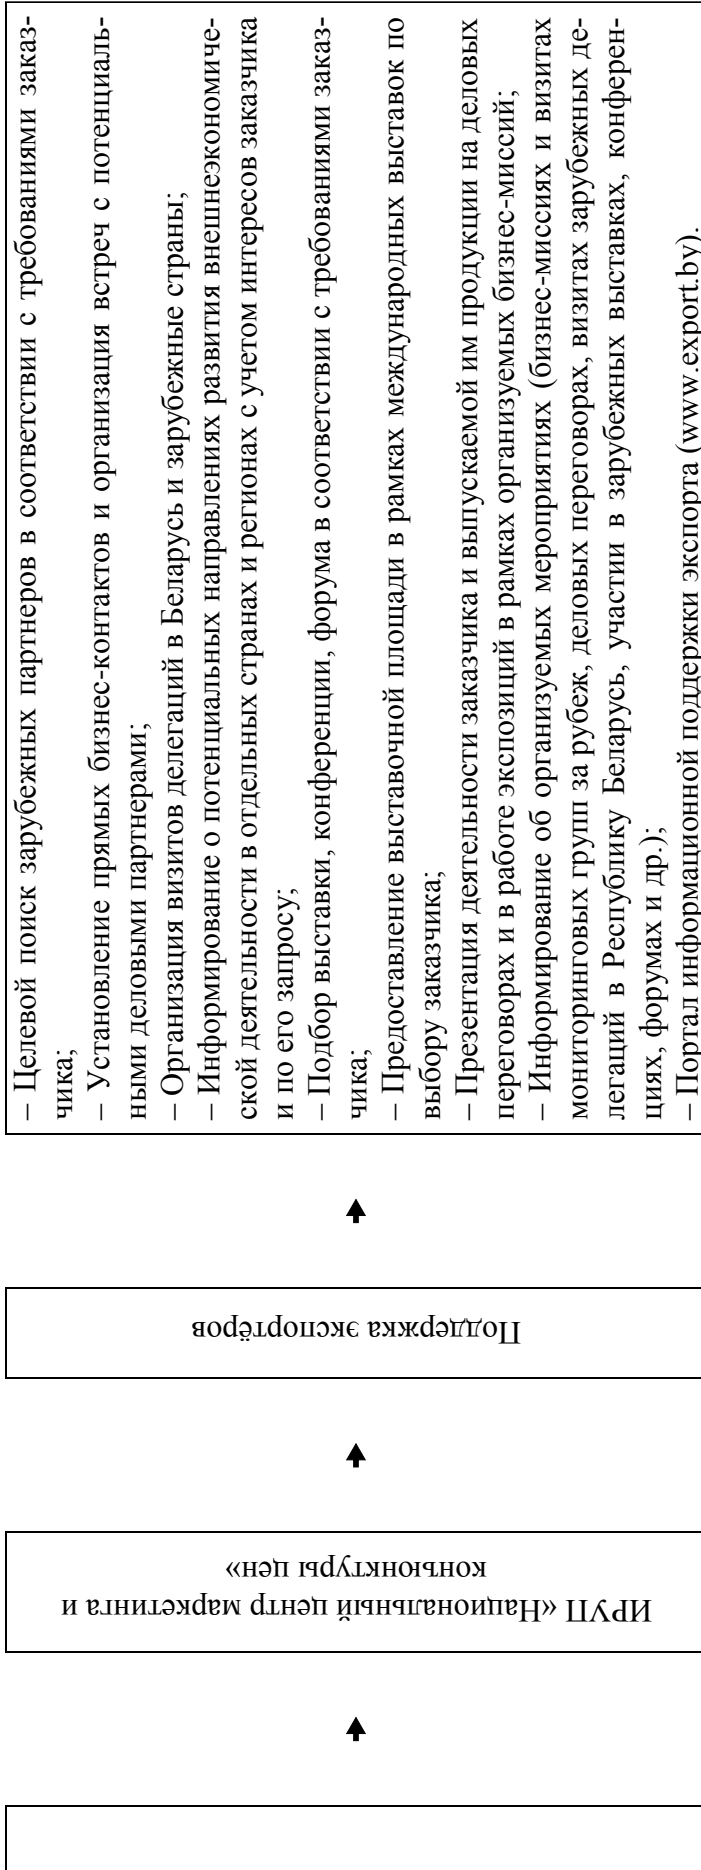 – Целевой поиск зарубежных партнеров в соответствии с требованиями заказ-
чика;
– Установление прямых бизнес-контактов и организация встреч с потенциаль-
ными деловыми партнерами;
– Организация визитов делегаций в Беларусь и зарубежные страны;
– Информирование о потенциальных направлениях развития внешнеэкономиче-
ской деятельности в отдельных странах и регионах с учетом интересов заказчика
и по его запросу;
– Подбор выставки, конференции, форума в соответствии с требованиями заказ-
чика;
– Предоставление выставочной площади в рамках международных выставок по
выбору заказчика;
– Презентация деятельности заказчика и выпускаемой им продукции на деловых
переговорах и в работе экспозиций в рамках организуемых бизнес-миссий;
– Информирование об организуемых мероприятиях (бизнес-миссиях и визитах
мониторинговых групп за рубеж, деловых переговорах, визитах зарубежных де-
легаций в Республику Беларусь, участии в зарубежных выставках, конферен-
циях, форумах и др.);
– Портал информационной поддержки экспорта (www.export.by).
Поддержка экспортёров
ИРУП «Национальный центр маркетинга и
конъюнктуры цен»